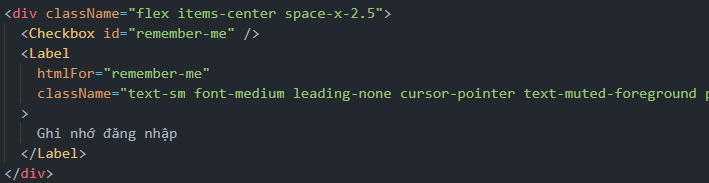 <div className="flex items-center space-x-2.5">
<Checkbox id="remember-me" />
<Label
htmlFor="remember-me"
className="text-sm font-medium leading-none cursor-pointer text-muted-foreground
>
Ghi nhớ đăng nhập
</Label>
</div>